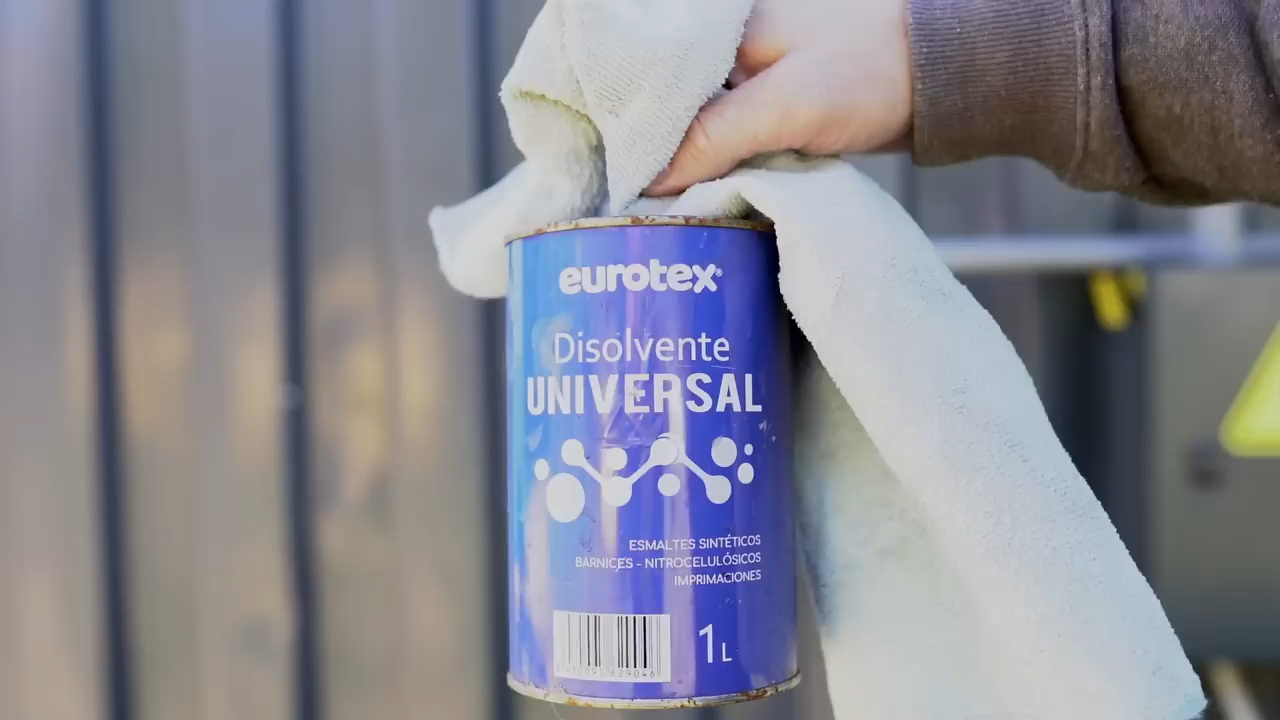 eurotex®
Disolvente
UNIVERSAL
ESMALTES SINTÉTICOS
BARNICES - NITROCELULÓSICOS
IMPRIMACIONES
1L